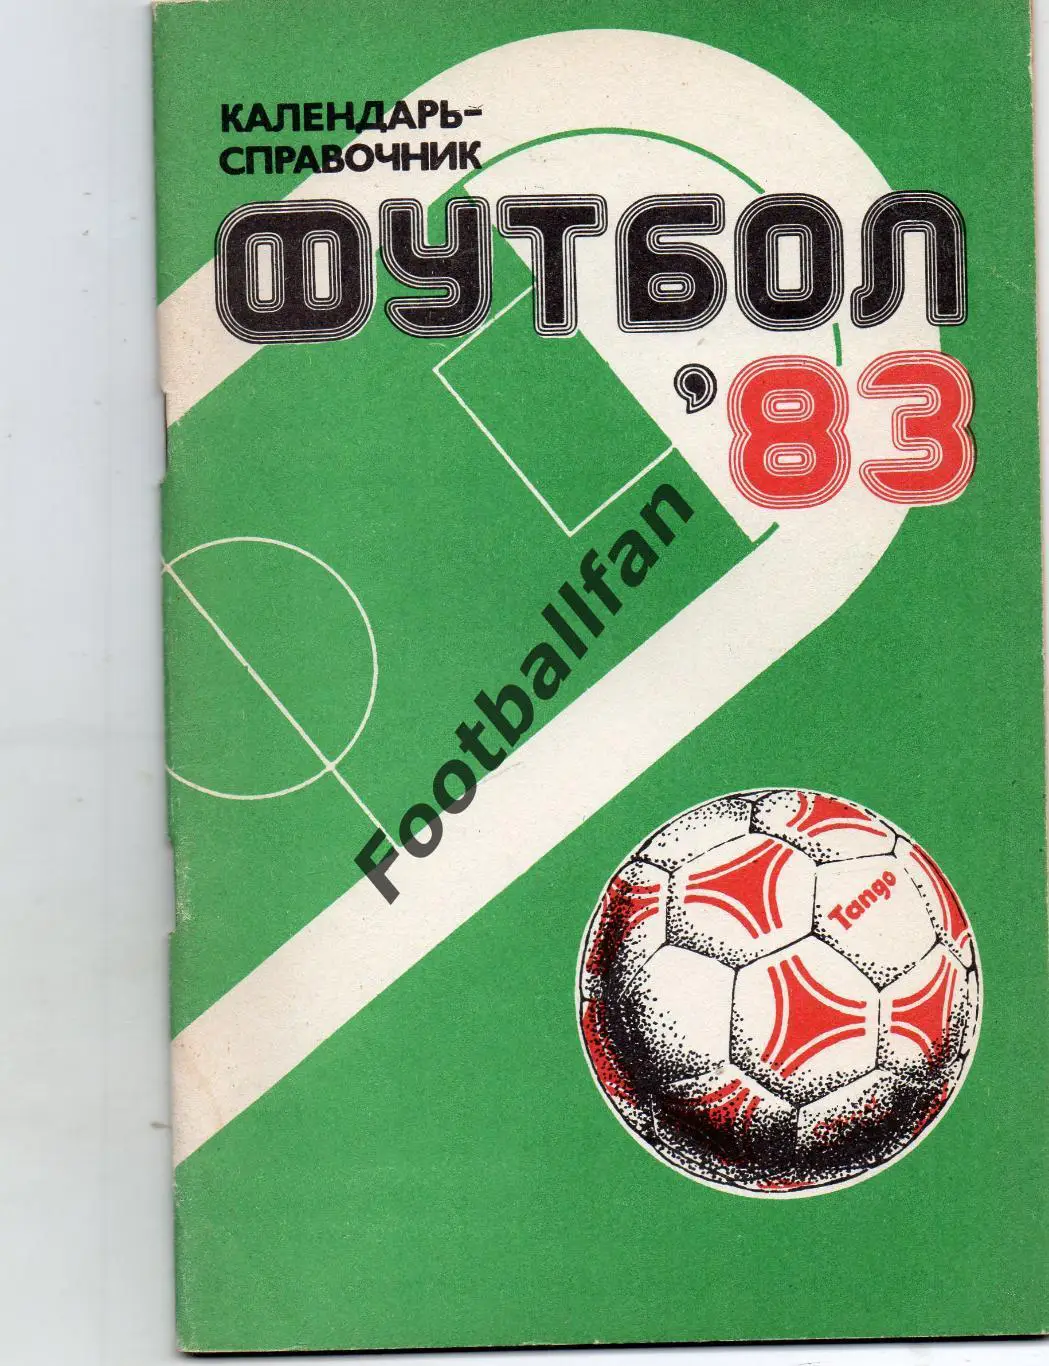 КАЛЕНДАРЬ-
СПРАВОЧНИК
ФУТБОЛ
'83
Footballfan
Tango